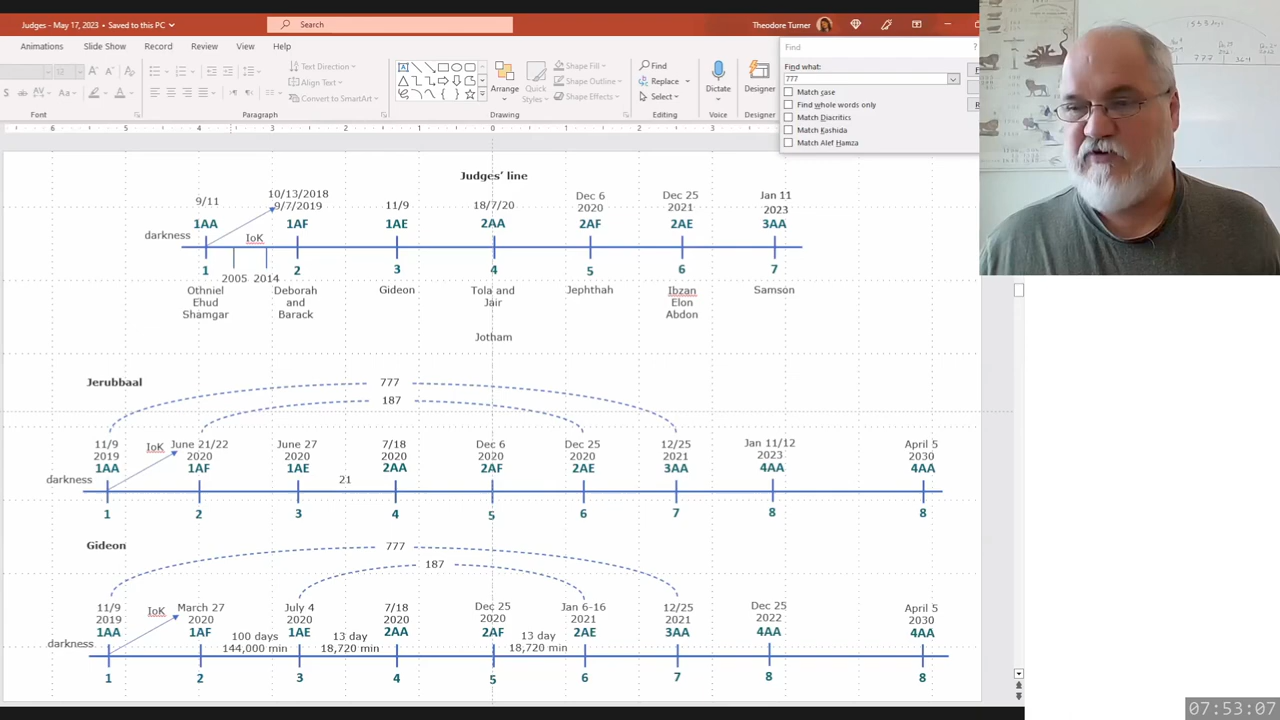 Judges - May 17, 2023 • Saved to this PC
Search
Theodore Turner
Animations Slide Show Record Review View Help
Text Direction
Align Text
Convert to SmartArt
Arrange
Quick Styles
Shape Fill
Shape Outline
Shape Effects
Find
Replace
Select
Dictate
Designer
Font Paragraph Drawing Editing Voice Designer
Find
Find what:
777
Match case
Find whole words only
Match Diacritics
Match Kashida
Match Alef Hamza
Judges' line
9/11 10/13/2018 9/7/2019 11/9 18/7/20 Dec 6 2020 Dec 25 2021 Jan 11 2023
1AA 1AF 1AE 2AA 2AF 2AE 3AA
darkness IoK
1 2 3 4 5 6 7
2005 2014
Othniel Ehud Shamgar
Deborah and Barack
Gideon
Tola and Jair
Jephthah
Ibzan Elon Abdon
Samson
Jotham
Jerubbaal
777
187
11/9 2019 IoK June 21/22 2020 June 27 2020 7/18 2020 Dec 6 2020 Dec 25 2020 12/25 2021 Jan 11/12 2023 April 5 2030
1AA 1AF 1AE 2AA 2AF 2AE 3AA 4AA 4AA
darkness 21
1 2 3 4 5 6 7 8 8
Gideon
777
187
11/9 2019 IoK March 27 2020 July 4 2020 7/18 2020 Dec 25 2020 Jan 6-16 2021 12/25 2021 Dec 25 2022 April 5 2030
1AA 1AF 1AE 2AA 2AF 2AE 3AA 4AA 4AA
darkness 100 days 144,000 min 13 day 18,720 min 13 day 18,720 min
1 2 3 4 5 6 7 8 8
07:53:07